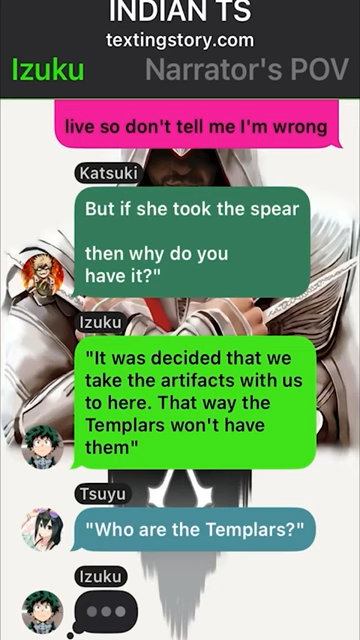 INDIAN TS
textingstory.com
Izuku
Narrator's POV
live so don't tell me I'm wrong
Katsuki
But if she took the spear
then why do you
have it?"
Izuku
"It was decided that we
take the artifacts with us
to here. That way the
Templars won't have
them"
Tsuyu
"Who are the Templars?"
Izuku